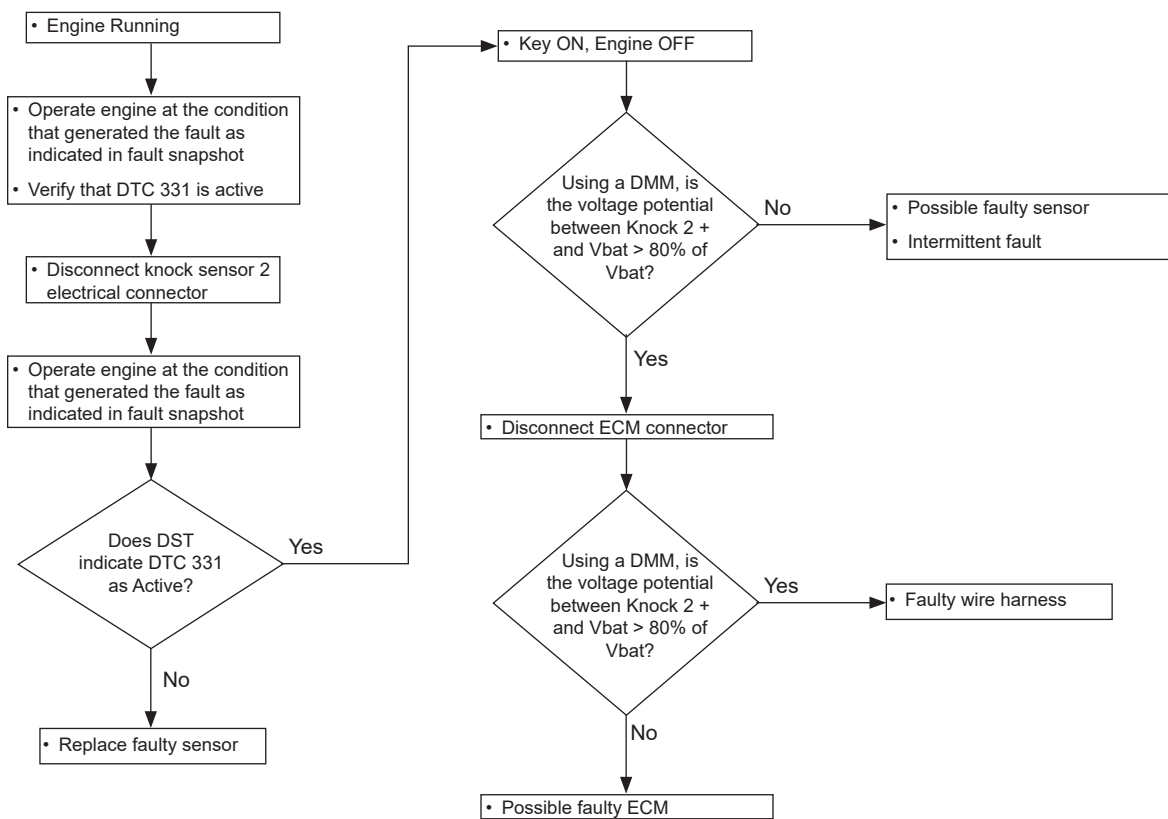 • Engine Running
• Operate engine at the condition
that generated the fault as
indicated in fault snapshot
• Verify that DTC 331 is active
• Disconnect knock sensor 2
electrical connector
• Operate engine at the condition
that generated the fault as
indicated in fault snapshot
Does DST
indicate DTC 331
as Active?
Yes
No
• Replace faulty sensor
• Key ON, Engine OFF
Using a DMM, is
the voltage potential
between Knock 2 +
and Vbat > 80% of
Vbat?
No
• Possible faulty sensor
• Intermittent fault
Yes
• Disconnect ECM connector
Using a DMM, is
the voltage potential
between Knock 2 +
and Vbat > 80% of
Vbat?
Yes
• Faulty wire harness
No
• Possible faulty ECM